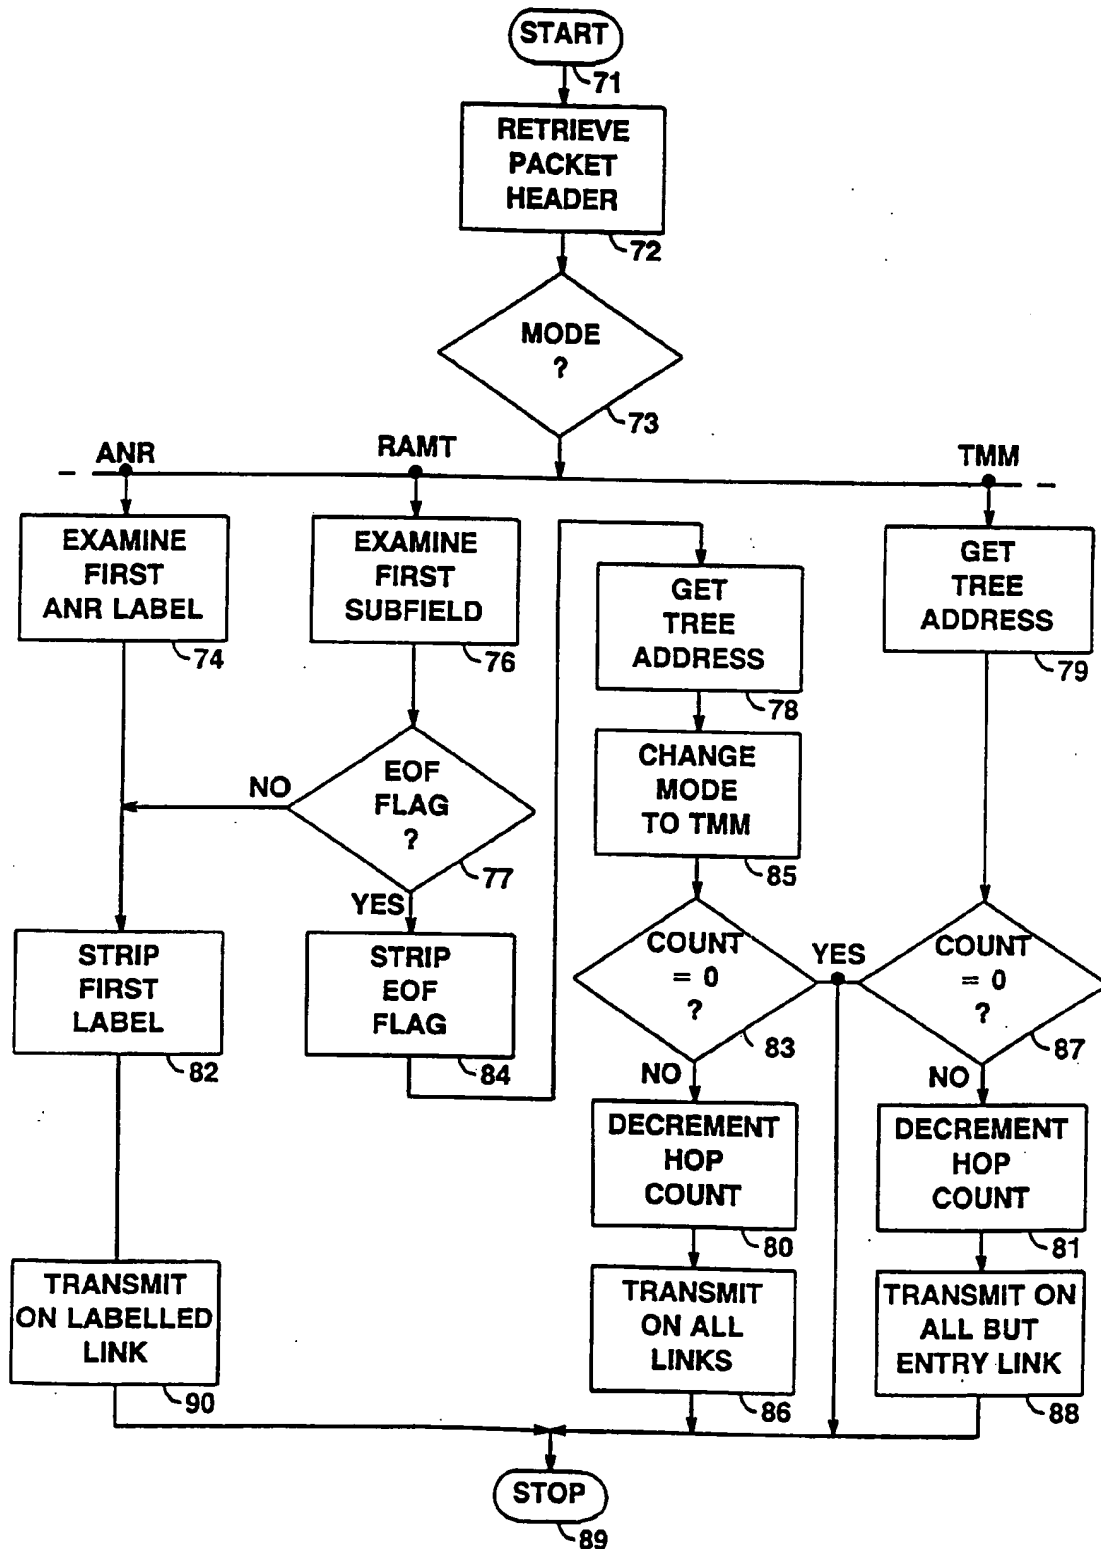 START
71
RETRIEVE
PACKET
HEADER
72
MODE
?
73
ANR
RAMT
TMM
EXAMINE
FIRST
ANR LABEL
74
EXAMINE
FIRST
SUBFIELD
76
GET
TREE
ADDRESS
78
GET
TREE
ADDRESS
79
EOF
FLAG
?
77
NO
YES
CHANGE
MODE
TO TMM
85
STRIP
FIRST
LABEL
82
STRIP
EOF
FLAG
84
COUNT
= 0
?
83
YES
NO
COUNT
= 0
?
87
NO
DECREMENT
HOP
COUNT
80
DECREMENT
HOP
COUNT
81
TRANSMIT
ON LABELLED
LINK
90
TRANSMIT
ON ALL
LINKS
86
TRANSMIT ON
ALL BUT
ENTRY LINK
88
STOP
89